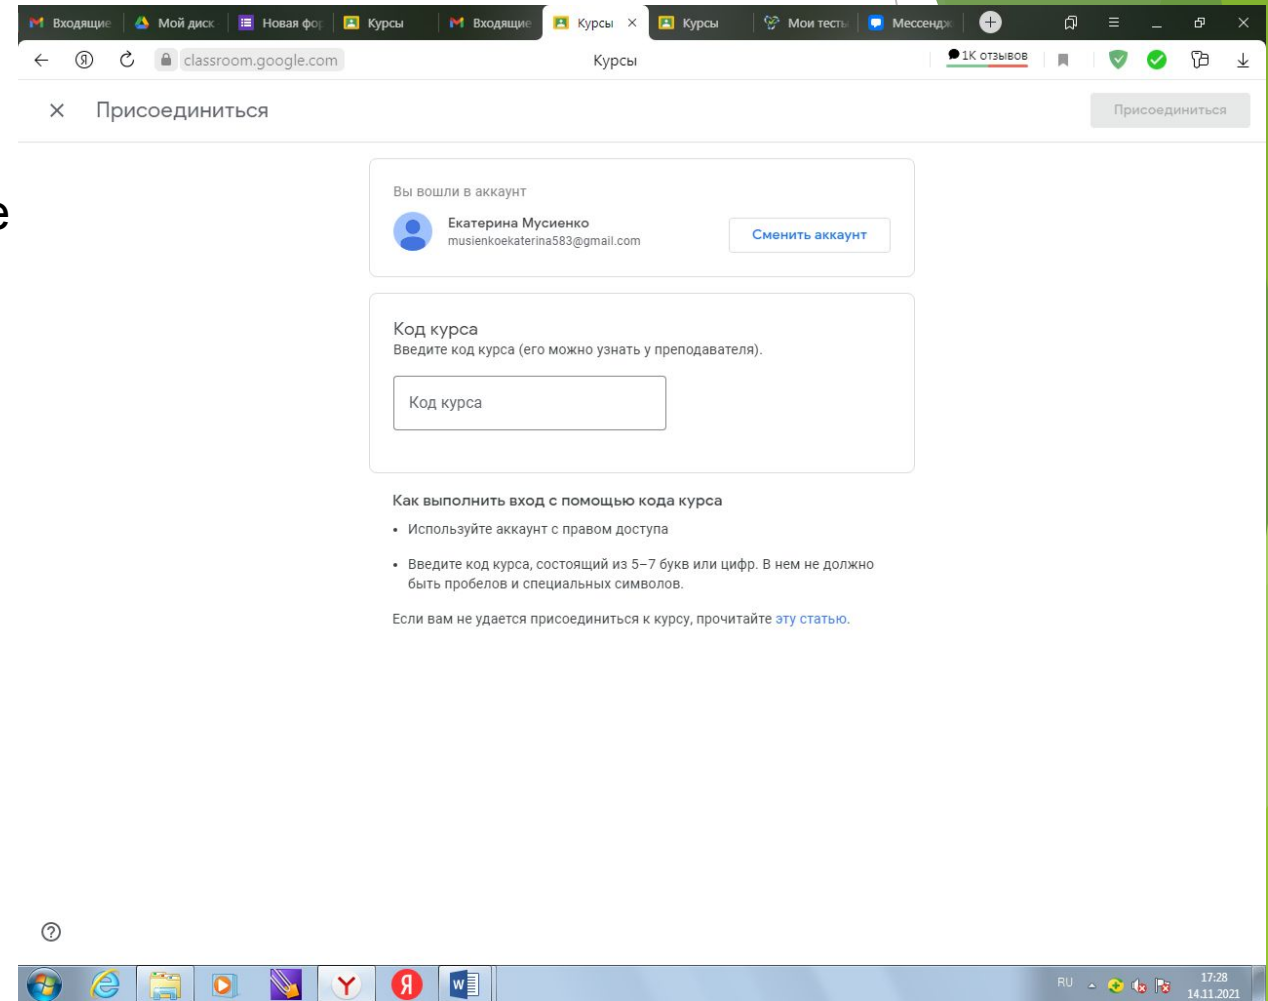 Входящие Мой диск Новая фор Курсы Входящие Курсы Курсы Мои тесты Мессендж
Я classroom.google.com Курсы 1К отзывов
Присоединиться Присоединиться
е
Вы вошли в аккаунт
Екатерина Мусиенко
musienkoekaterina583@gmail.com
Сменить аккаунт
Код курса
Введите код курса (его можно узнать у преподавателя).
Код курса
Как выполнить вход с помощью кода курса
• Используйте аккаунт с правом доступа
• Введите код курса, состоящий из 5–7 букв или цифр. В нем не должно
быть пробелов и специальных символов.
Если вам не удается присоединиться к курсу, прочитайте эту статью.
RU 17:28
14.11.2021